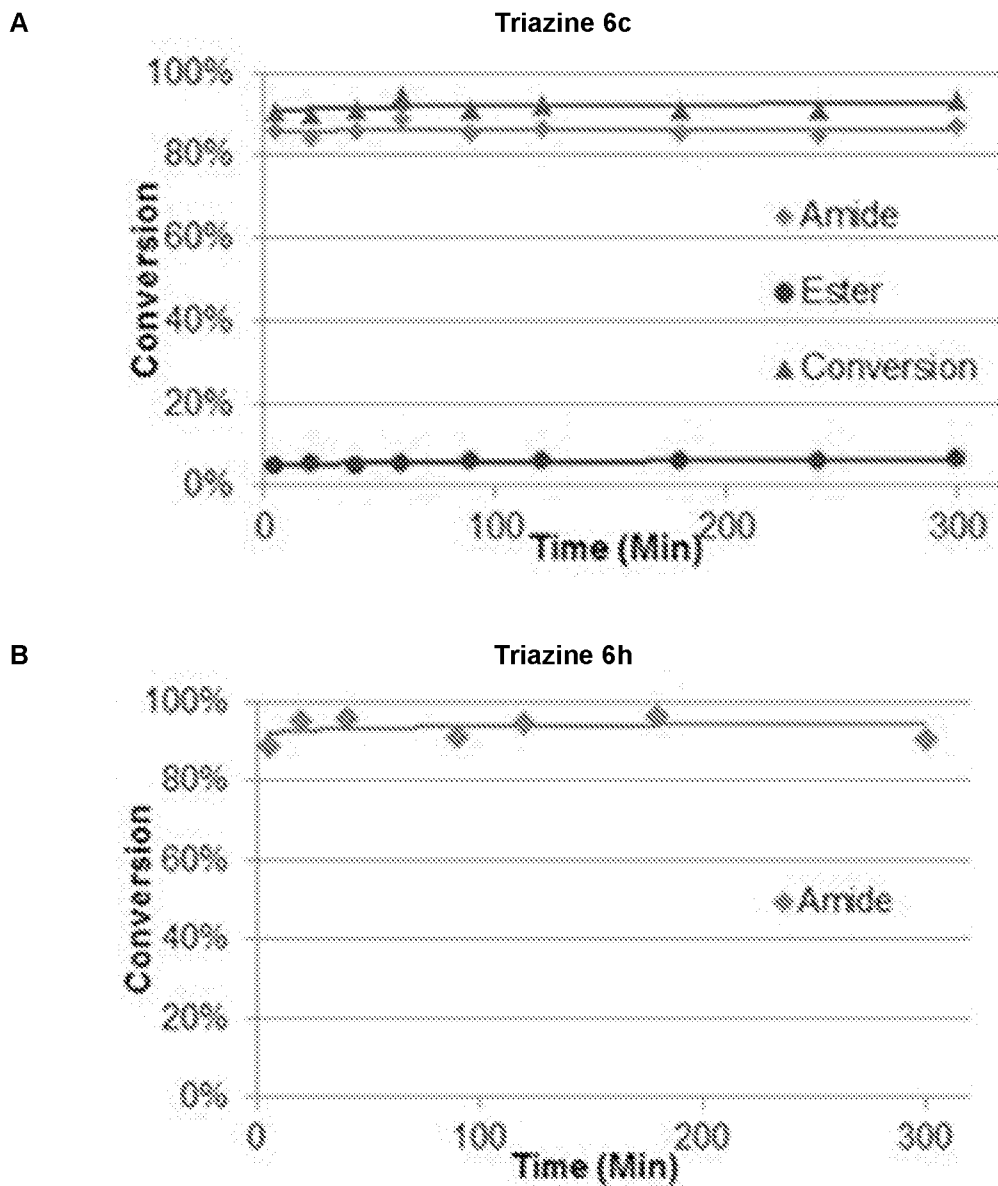 A
Triazine 6c
100%
80%
60%
40%
20%
0%
Conversion
Amide
Ester
Conversion
0 100 200 300
Time (Min)
B
Triazine 6h
100%
80%
60%
40%
20%
0%
Conversion
Amide
0 100 200 300
Time (Min)